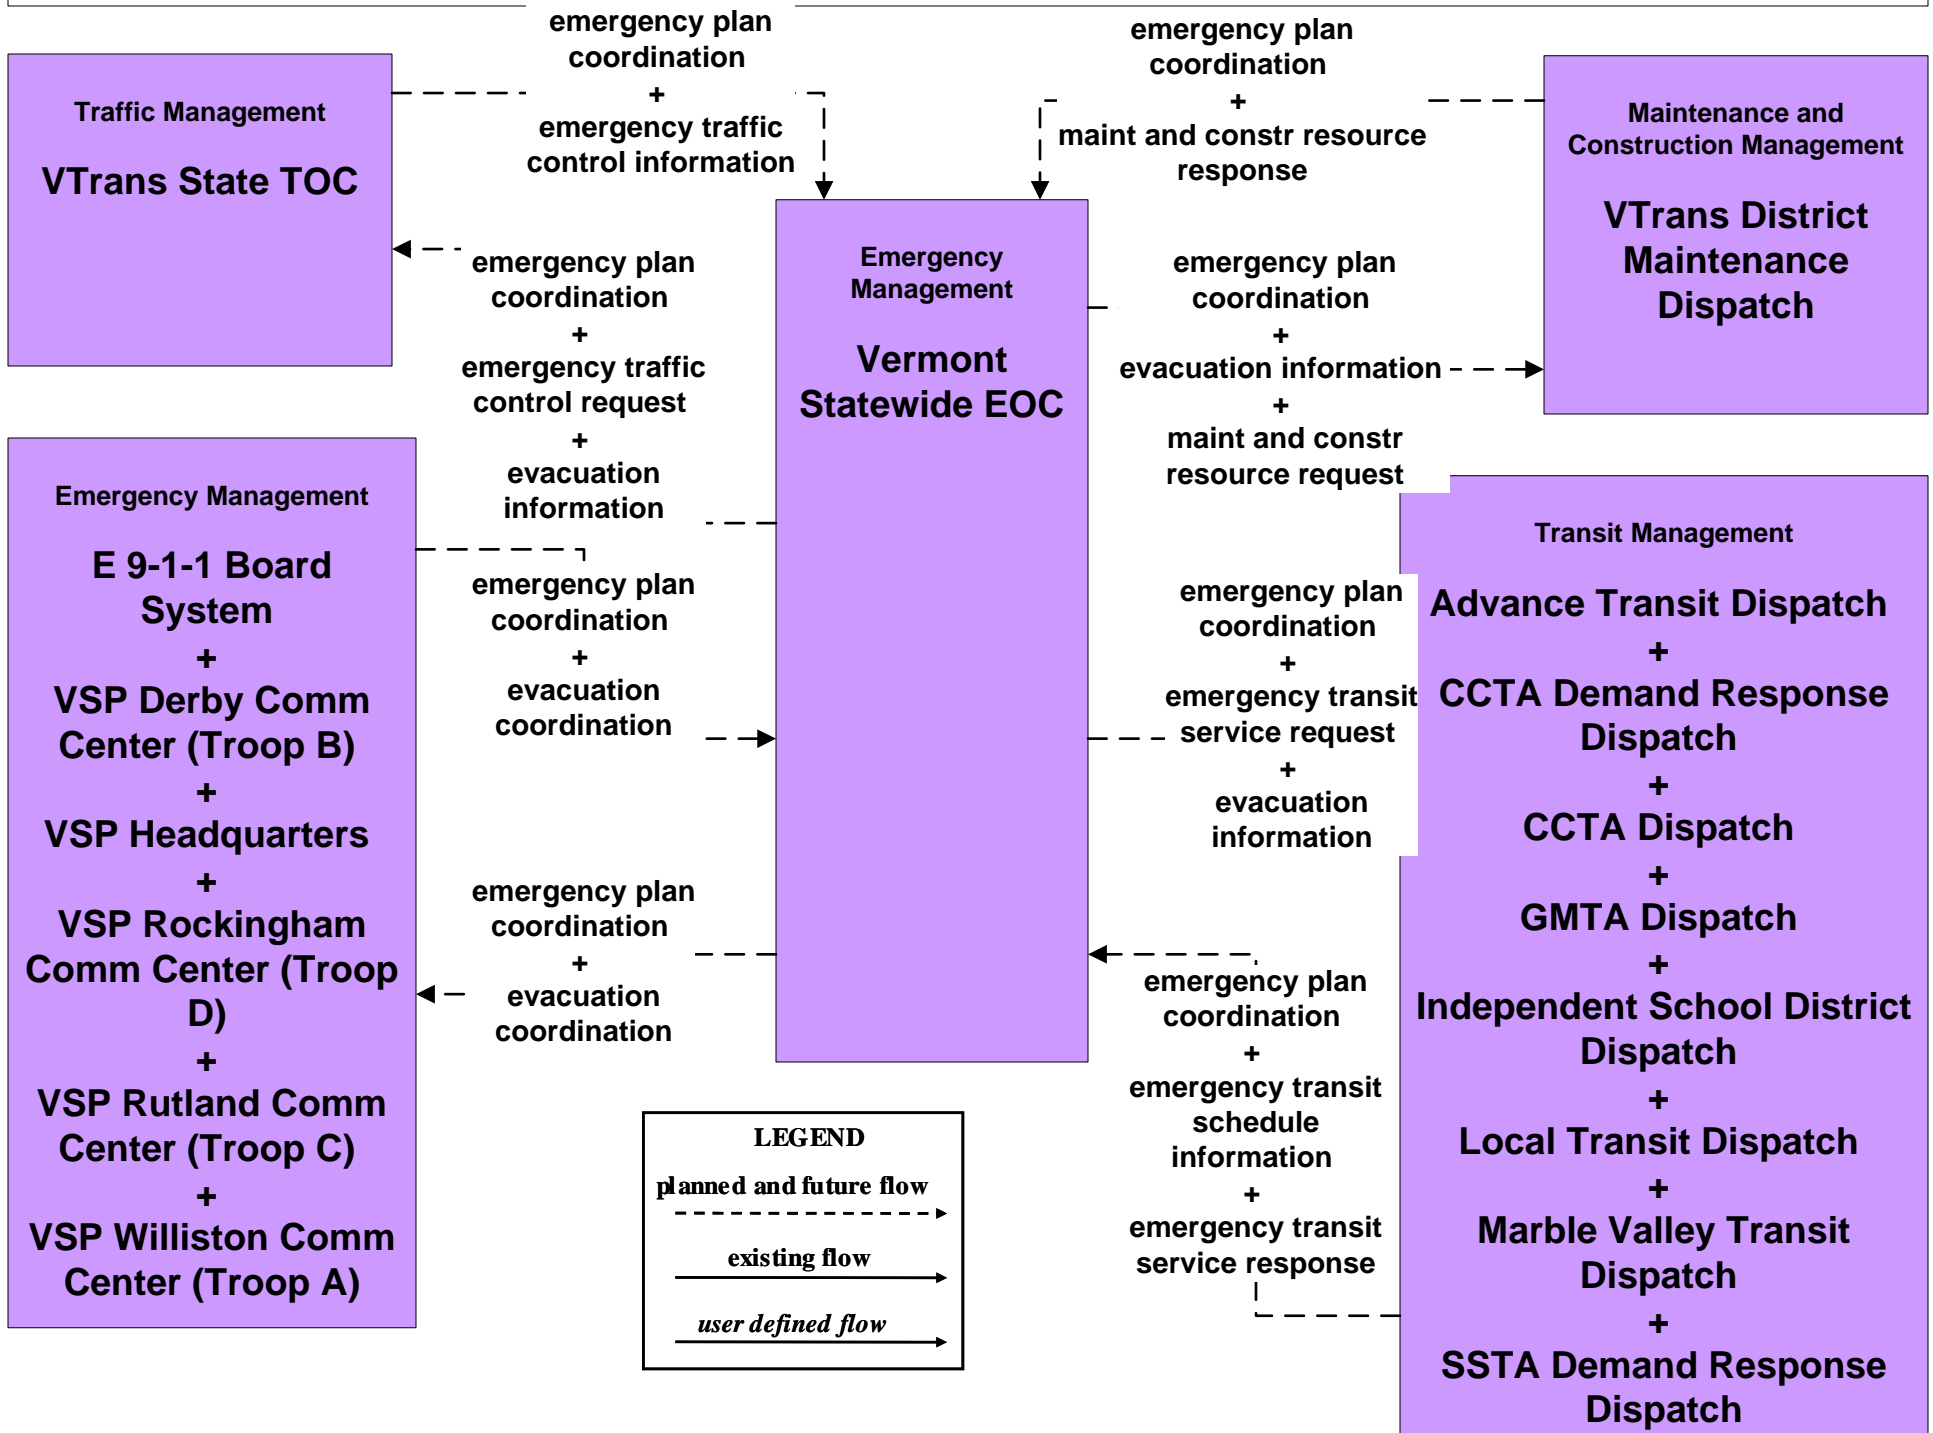 emergency plan
coordination
+
emergency traffic
control information
emergency plan
coordination
+
maint and constr resource
response
Traffic Management
VTrans State TOC
Maintenance and
Construction Management
VTrans District
Maintenance
Dispatch
emergency plan
coordination
+
emergency traffic
control request
+
evacuation
information
Emergency
Management
Vermont
Statewide EOC
emergency plan
coordination
+
evacuation information
+
maint and constr
resource request
Emergency Management
E 9-1-1 Board
System
+
VSP Derby Comm
Center (Troop B)
+
VSP Headquarters
+
VSP Rockingham
Comm Center (Troop
D)
+
VSP Rutland Comm
Center (Troop C)
+
VSP Williston Comm
Center (Troop A)
emergency plan
coordination
+
evacuation
coordination
emergency plan
coordination
+
evacuation
coordination
emergency plan
coordination
+
emergency transit
service request
+
evacuation
information
emergency plan
coordination
+
emergency transit
schedule
information
+
emergency transit
service response
Transit Management
Advance Transit Dispatch
+
CCTA Demand Response
Dispatch
+
CCTA Dispatch
+
GMTA Dispatch
+
Independent School District
Dispatch
+
Local Transit Dispatch
+
Marble Valley Transit
Dispatch
+
SSTA Demand Response
Dispatch
LEGEND
planned and future flow
existing flow
user defined flow